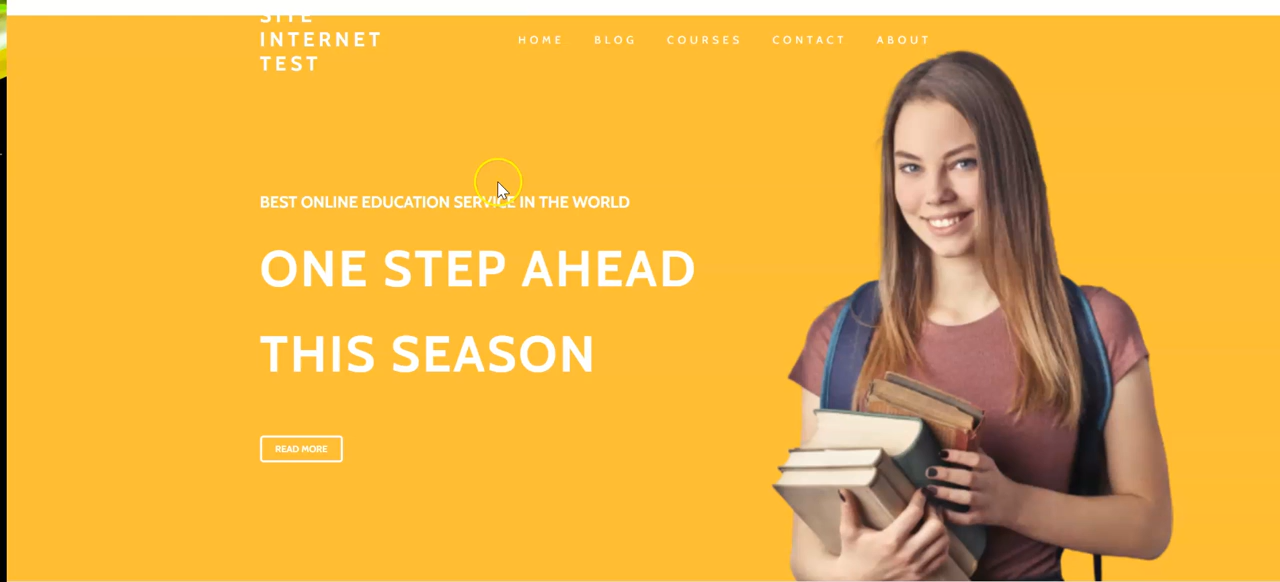 SITE
INTERNET
TEST
HOME BLOG COURSES CONTACT ABOUT
BEST ONLINE EDUCATION SERVICE IN THE WORLD
ONE STEP AHEAD
THIS SEASON
READ MORE